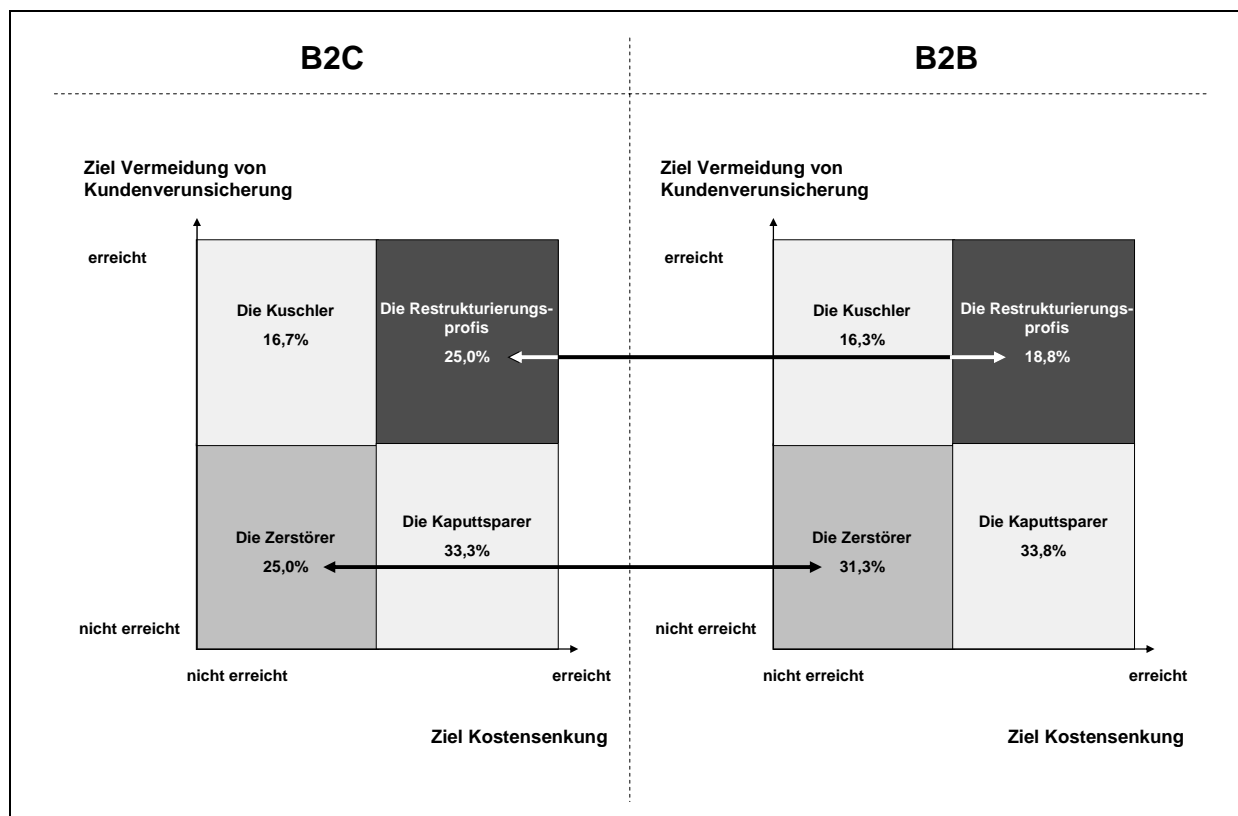 B2C
B2B
Ziel Vermeidung von
Kundenverunsicherung
erreicht
Die Kuschler
16,7%
Die Restrukturierungs-
profis
25,0%
Die Zerstörer
25,0%
Die Kaputtsparer
33,3%
nicht erreicht
nicht erreicht
erreicht
Ziel Kostensenkung
Ziel Vermeidung von
Kundenverunsicherung
erreicht
Die Kuschler
16,3%
Die Restrukturierungs-
profis
18,8%
Die Zerstörer
31,3%
Die Kaputtsparer
33,8%
nicht erreicht
nicht erreicht
erreicht
Ziel Kostensenkung